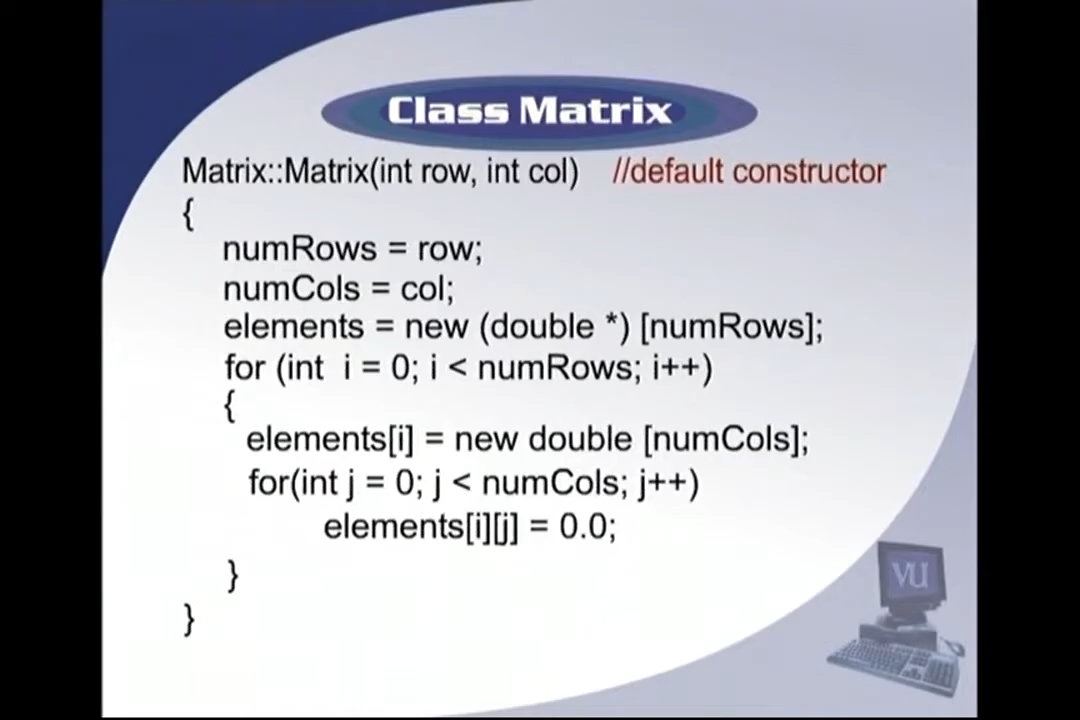 Class Matrix
Matrix::Matrix(int row, int col) //default constructor
{
numRows = row;
numCols = col;
elements = new (double *) [numRows];
for (int i = 0; i < numRows; i++)
{
elements[i] = new double [numCols];
for(int j = 0; j < numCols; j++)
elements[i][j] = 0.0;
}
}
VU